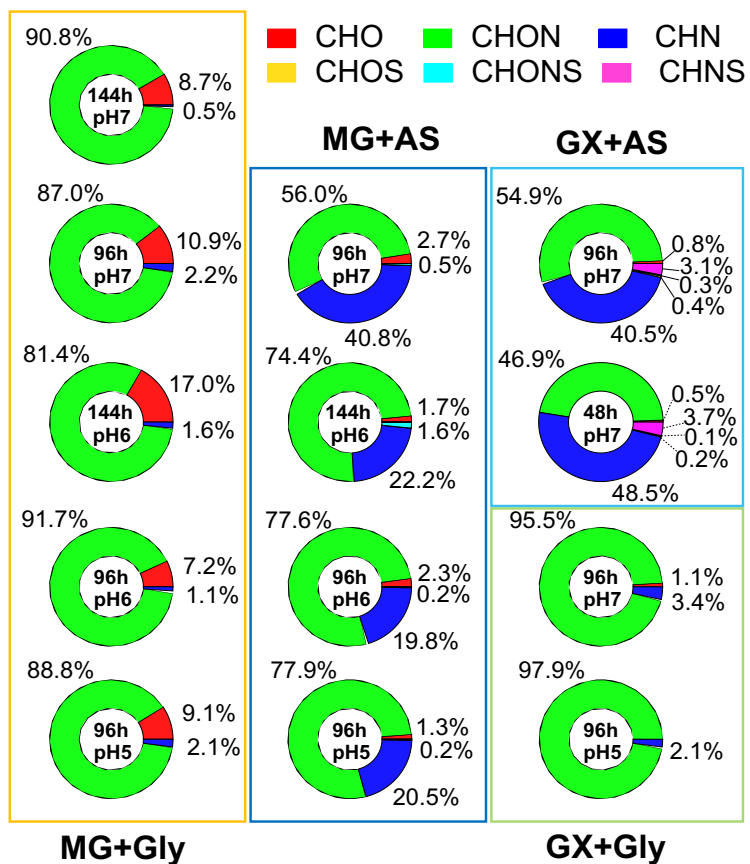 CHO CHON CHN
CHOS CHONS CHNS
90.8%
8.7%
0.5%
144h
pH7
87.0%
10.9%
2.2%
96h
pH7
81.4%
17.0%
1.6%
144h
pH6
91.7%
7.2%
1.1%
96h
pH6
88.8%
9.1%
2.1%
96h
pH5
MG+Gly
MG+AS
56.0%
2.7%
0.5%
40.8%
96h
pH7
74.4%
1.7%
1.6%
22.2%
144h
pH6
77.6%
2.3%
0.2%
19.8%
96h
pH6
77.9%
1.3%
0.2%
20.5%
96h
pH5
GX+AS
54.9%
0.8%
3.1%
0.3%
0.4%
40.5%
96h
pH7
46.9%
0.5%
3.7%
0.1%
0.2%
48.5%
48h
pH7
95.5%
1.1%
3.4%
96h
pH7
97.9%
2.1%
96h
pH5
GX+Gly